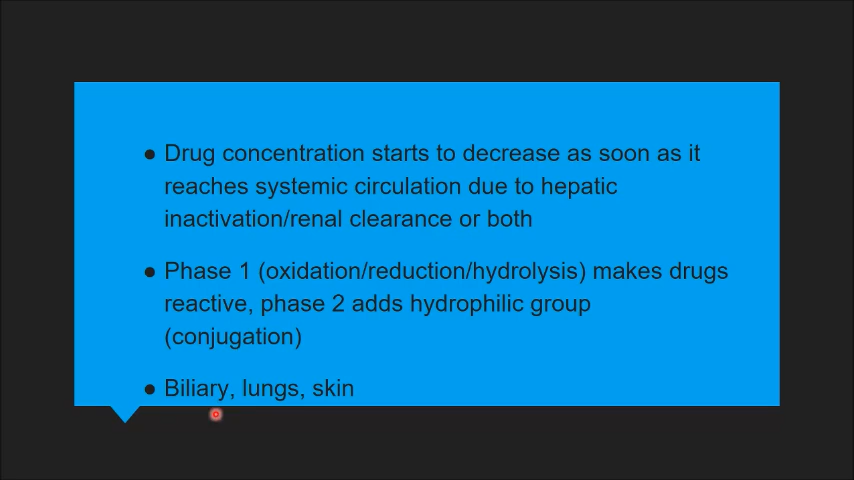 ● Drug concentration starts to decrease as soon as it
reaches systemic circulation due to hepatic
inactivation/renal clearance or both
● Phase 1 (oxidation/reduction/hydrolysis) makes drugs
reactive, phase 2 adds hydrophilic group
(conjugation)
● Biliary, lungs, skin